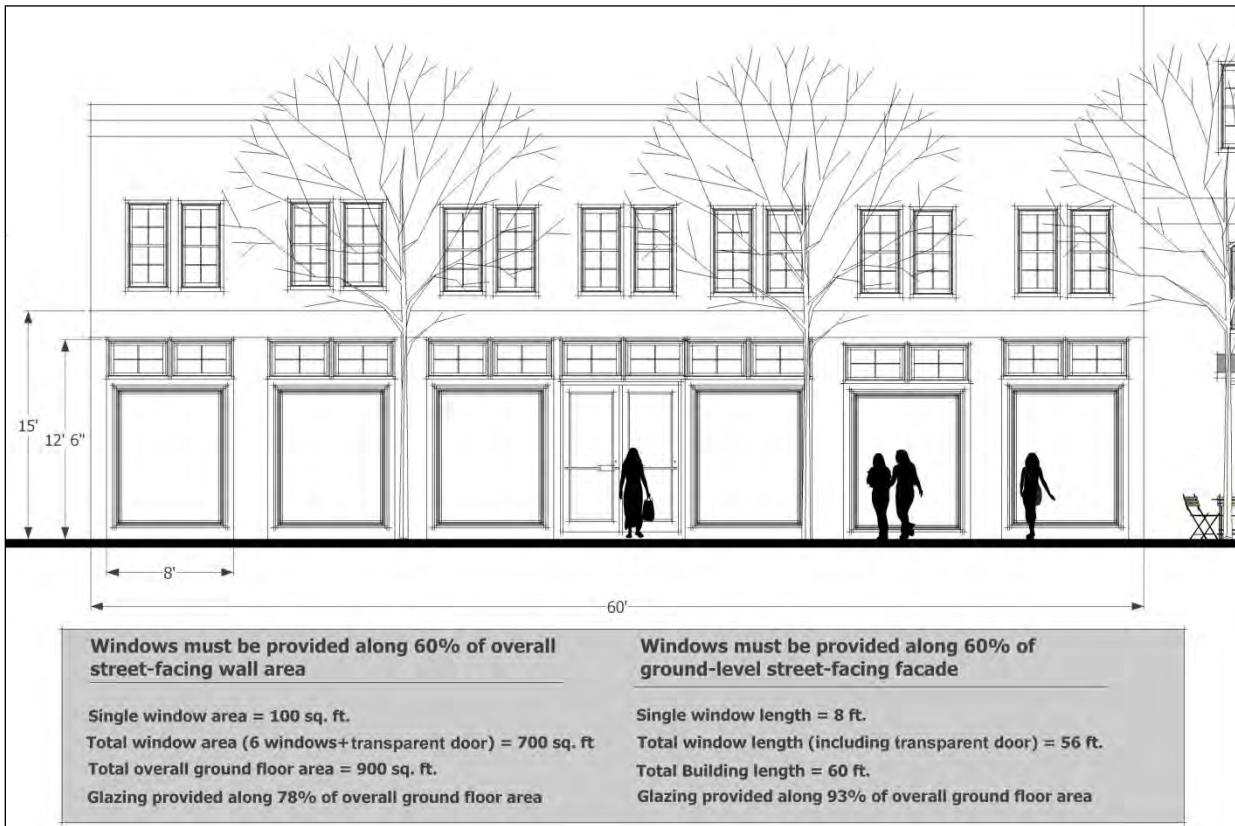 15'
12' 6"
8'
60'
Windows must be provided along 60% of overall
street-facing wall area
Single window area = 100 sq. ft.
Total window area (6 windows+transparent door) = 700 sq. ft
Total overall ground floor area = 900 sq. ft.
Glazing provided along 78% of overall ground floor area
Windows must be provided along 60% of
ground-level street-facing facade
Single window length = 8 ft.
Total window length (including transparent door) = 56 ft.
Total Building length = 60 ft.
Glazing provided along 93% of overall ground floor area